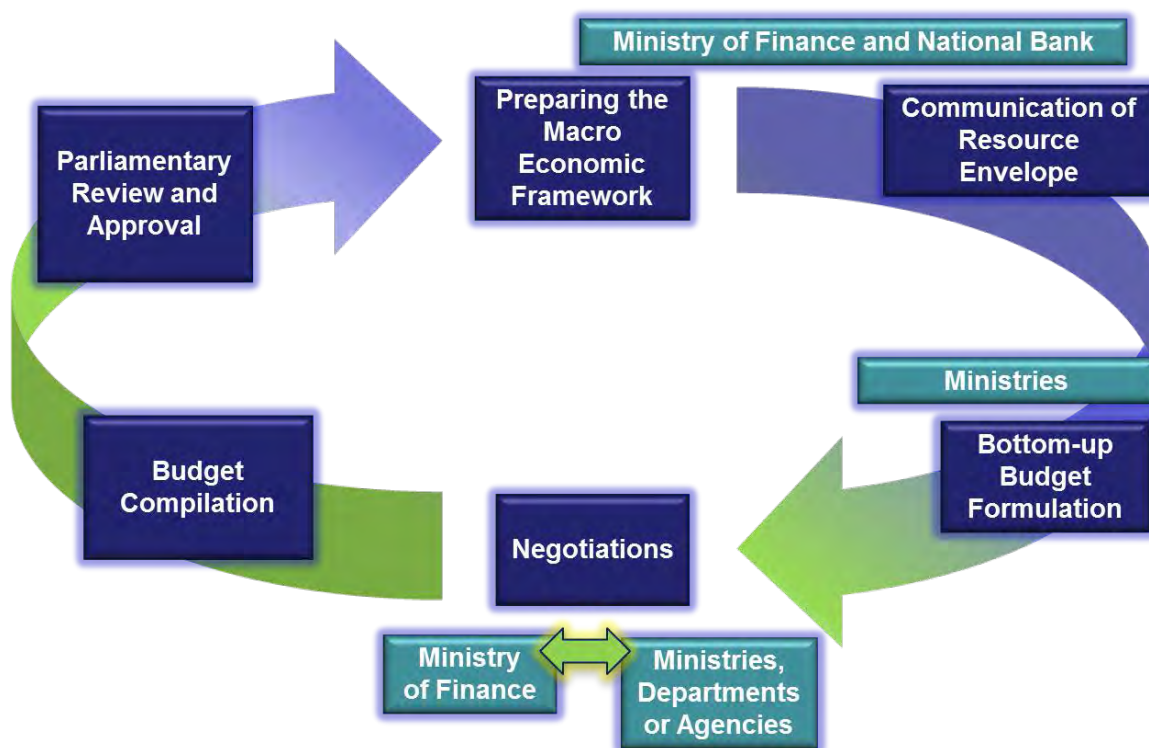 Ministry of Finance and National Bank
Preparing the
Macro
Economic
Framework
Communication of
Resource
Envelope
Ministries
Bottom-up
Budget
Formulation
Negotiations
Ministry
of Finance
Ministries,
Departments
or Agencies
Budget
Compilation
Parliamentary
Review and
Approval